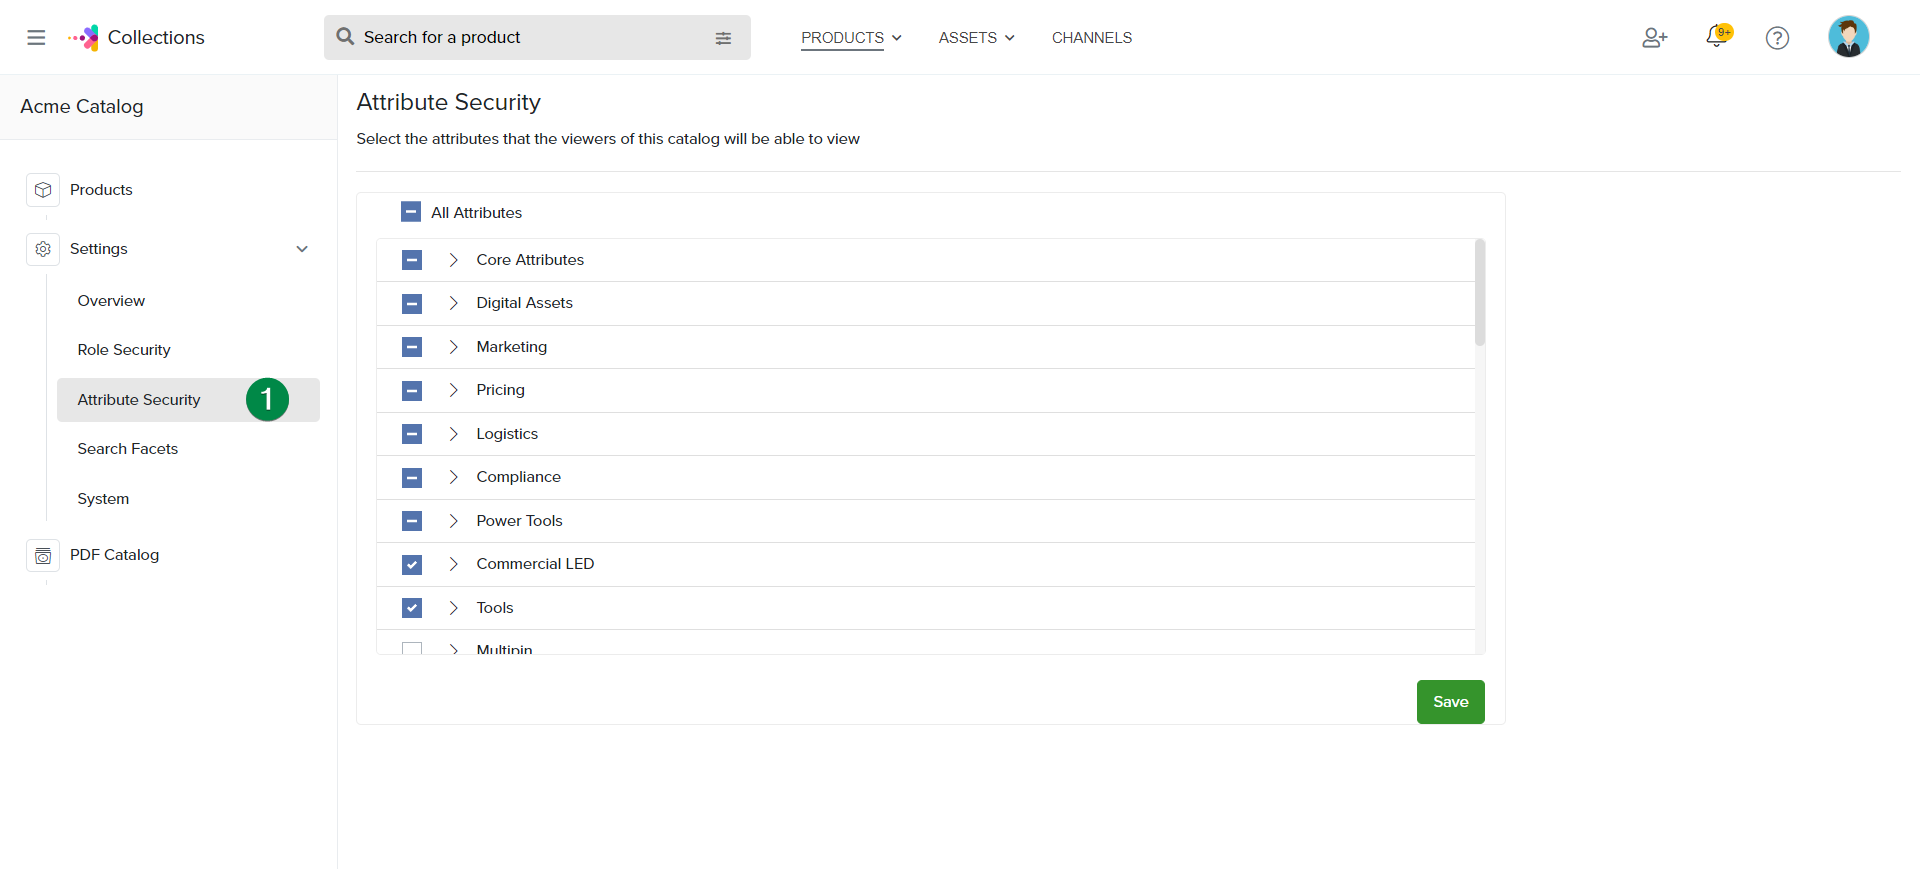 Collections
Search for a product
PRODUCTS
ASSETS
CHANNELS
9+
?
Acme Catalog
Products
Settings
Overview
Role Security
Attribute Security
1
Search Facets
System
PDF Catalog
Attribute Security
Select the attributes that the viewers of this catalog will be able to view
All Attributes
Core Attributes
Digital Assets
Marketing
Pricing
Logistics
Compliance
Power Tools
Commercial LED
Tools
Multipin
Save